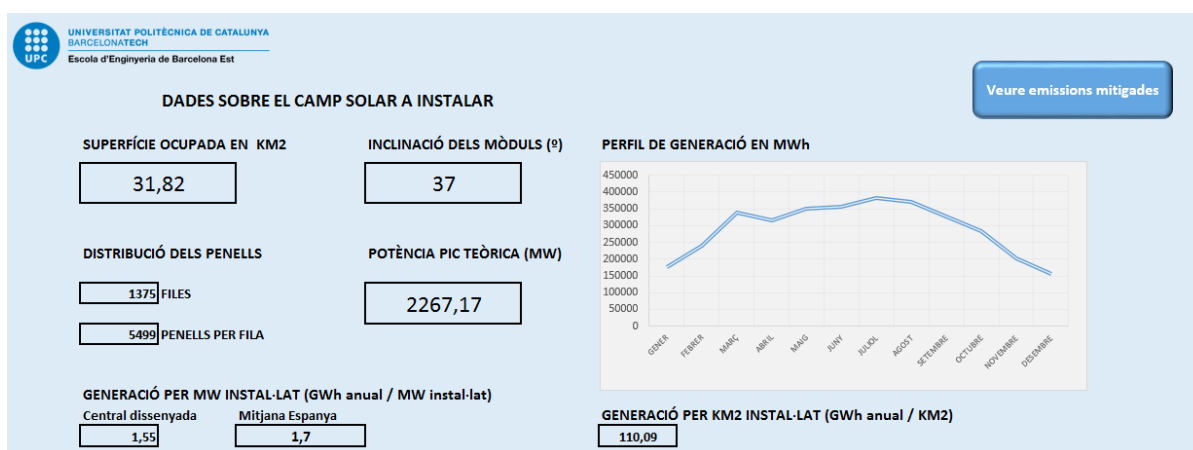 UNIVERSITAT POLITÈCNICA DE CATALUNYA
BARCELONATECH
UPC
Escola d'Enginyeria de Barcelona Est
Veure emissions mitigades
DADES SOBRE EL CAMP SOLAR A INSTALAR
SUPERFÍCIE OCUPADA EN KM2
31,82
INCLINACIÓ DELS MÒDULS (º)
37
PERFIL DE GENERACIÓ EN MWh
450000
400000
350000
300000
250000
200000
150000
100000
50000
0
GENER
FEBRER
MARÇ
ABRIL
MAIG
JUNY
JULIOL
AGOST
SETEMBRE
OCTUBRE
NOVEMBRE
DESEMBRE
DISTRIBUCIÓ DELS PENELLS
1375 FILES
5499 PENELLS PER FILA
POTÈNCIA PIC TEÒRICA (MW)
2267,17
GENERACIÓ PER MW INSTAL·LAT (GWh anual / MW instal·lat)
Central dissenyada
1,55
Mitjana Espanya
1,7
GENERACIÓ PER KM2 INSTAL·LAT (GWh anual / KM2)
110,09